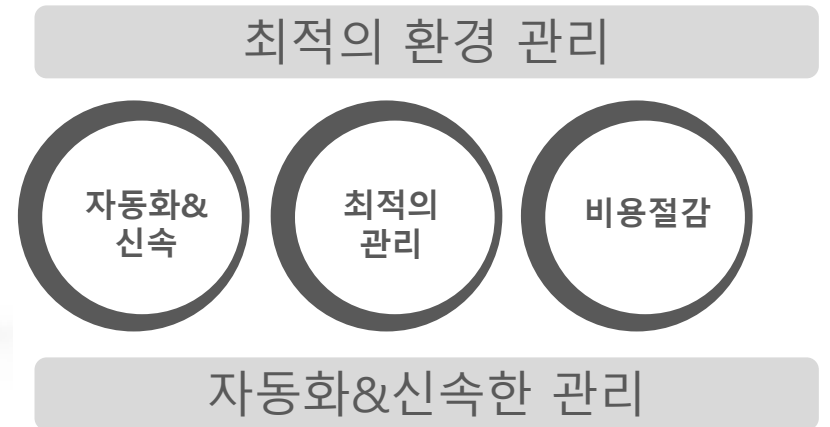 최적의 환경 관리
자동화&
신속
최적의
관리
비용절감
자동화&신속한 관리